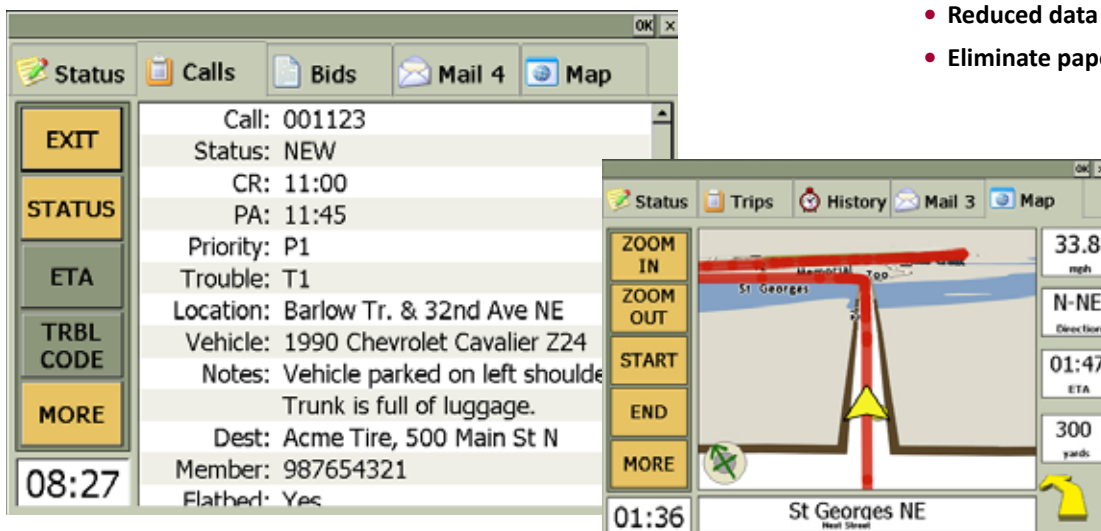 • Reduced data
• Eliminate pape
OK ×
Status Calls Bids Mail 4 Map
EXIT
STATUS
ETA
TRBL
CODE
MORE
08:27
Call: 001123
Status: NEW
CR: 11:00
PA: 11:45
Priority: P1
Trouble: T1
Location: Barlow Tr. & 32nd Ave NE
Vehicle: 1990 Chevrolet Cavalier Z24
Notes: Vehicle parked on left shoulde
Trunk is full of luggage.
Dest: Acme Tire, 500 Main St N
Member: 987654321
Flatbed: Yes
OK
Status Trips History Mail 3 Map
ZOOM
IN
ZOOM
OUT
START
END
MORE
01:36
Memorial
St Georges
33.8
mph
N-NE
Direction
01:47
ETA
300
yards
St Georges NE
Next Street